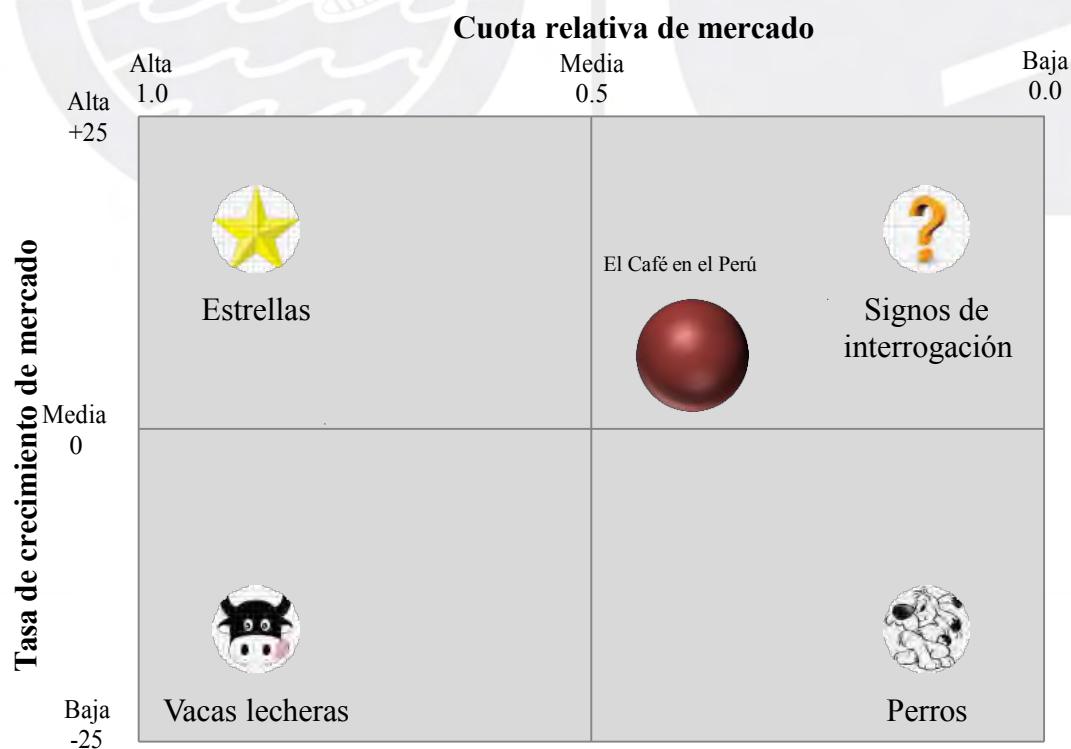 Cuota relativa de mercado
Alta
Media
Baja
1.0
0.5
0.0
Alta
+25
El Café en el Perú
Estrellas
Signos de
interrogación
Tasa de crecimiento de mercado
Media
0
Vacas lecheras
Perros
Baja
-25